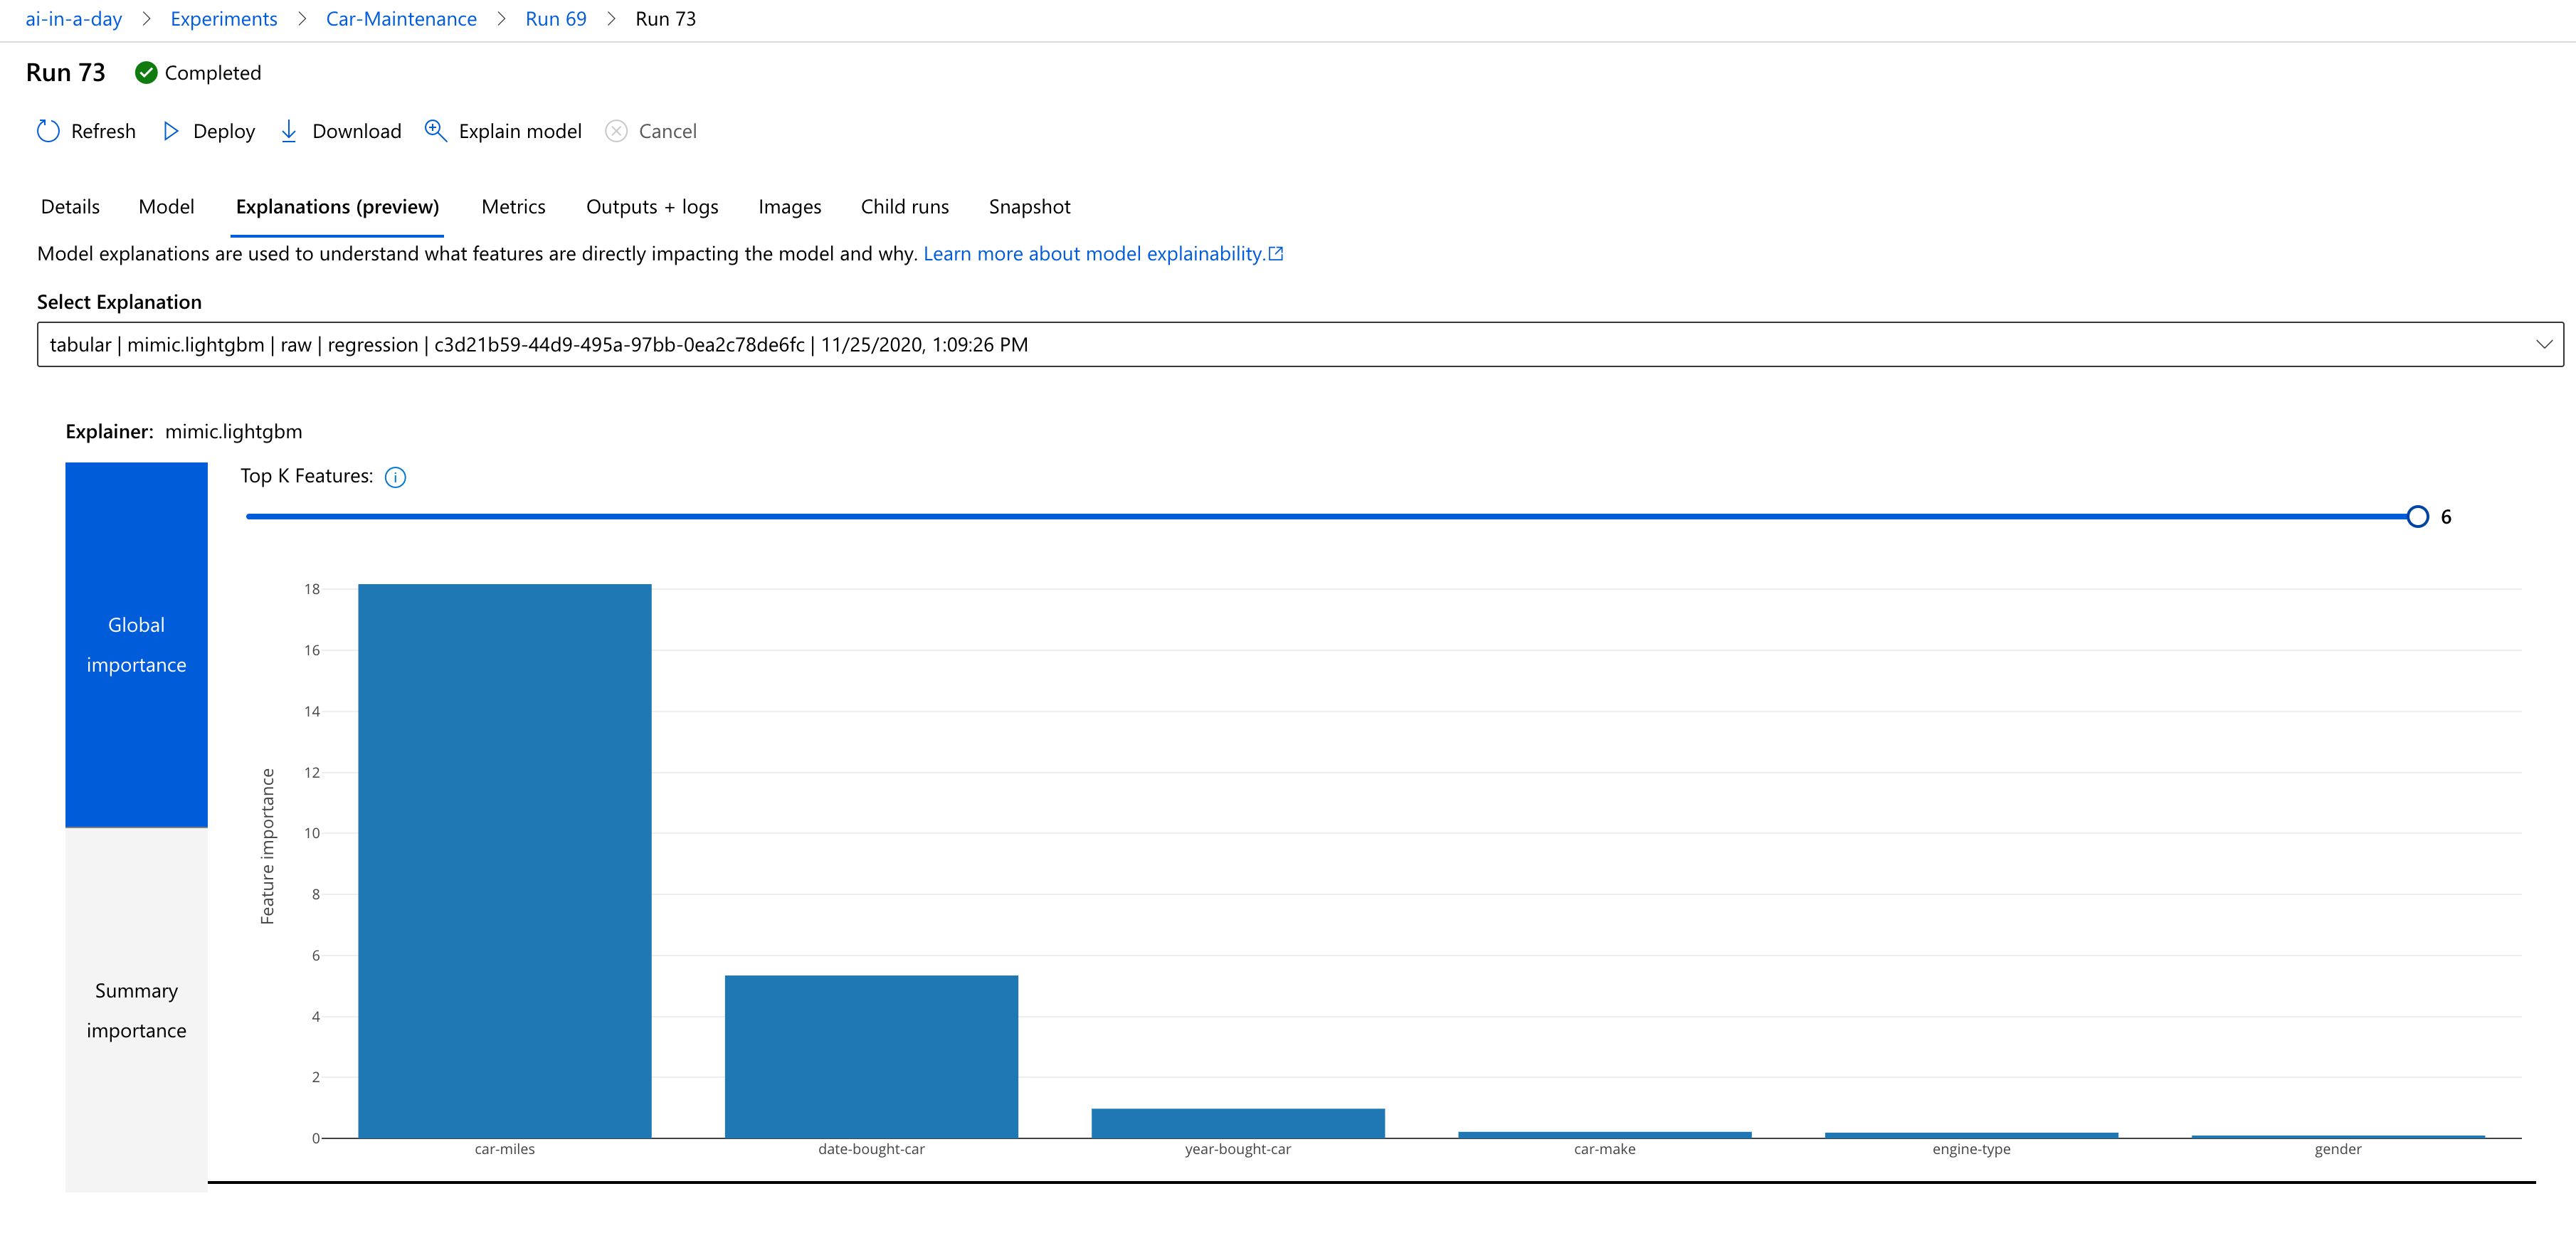 ai-in-a-day > Experiments > Car-Maintenance > Run 69 > Run 73
Run 73 Completed
Refresh Deploy Download Explain model Cancel
Details Model Explanations (preview) Metrics Outputs + logs Images Child runs Snapshot
Model explanations are used to understand what features are directly impacting the model and why. Learn more about model explainability.
Select Explanation
tabular | mimic.lightgbm | raw | regression | c3d21b59-44d9-495a-97bb-0ea2c78de6fc | 11/25/2020, 1:09:26 PM
Explainer: mimic.lightgbm
Global
importance
Summary
importance
Top K Features:
6
Feature importance
18
16
14
12
10
8
6
4
2
0
car-miles date-bought-car year-bought-car car-make engine-type gender